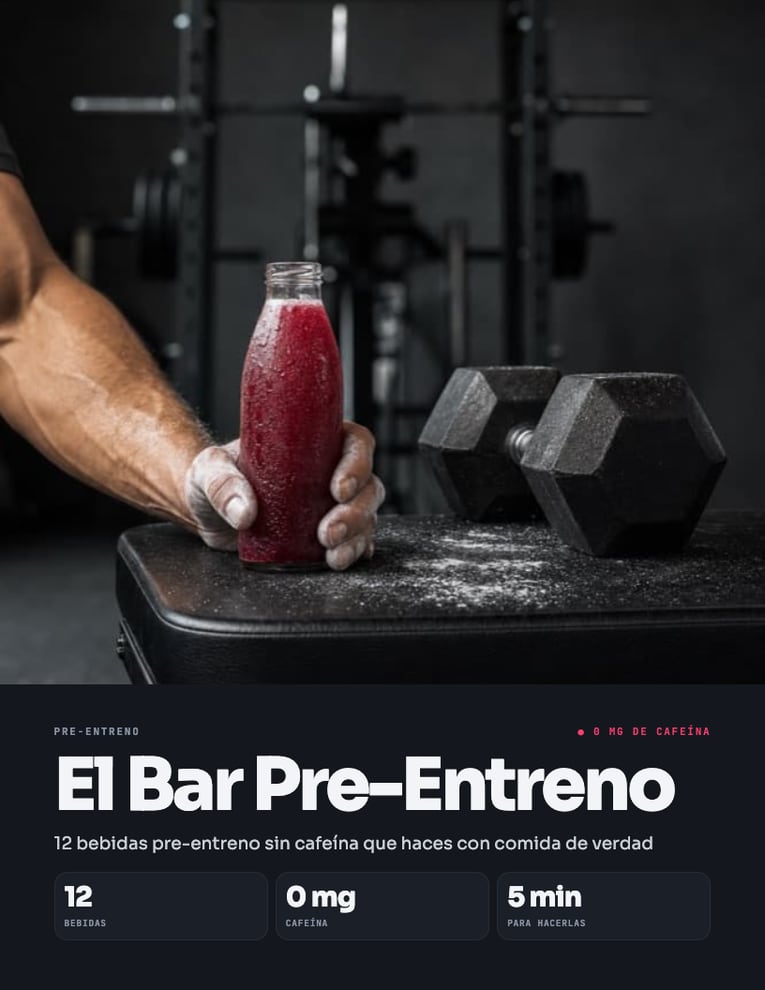 PRE-ENTRENO
● 0 MG DE CAFEÍNA
El Bar Pre-Entreno
12 bebidas pre-entreno sin cafeína que haces con comida de verdad
12
BEBIDAS
0 mg
CAFEÍNA
5 min
PARA HACERLAS